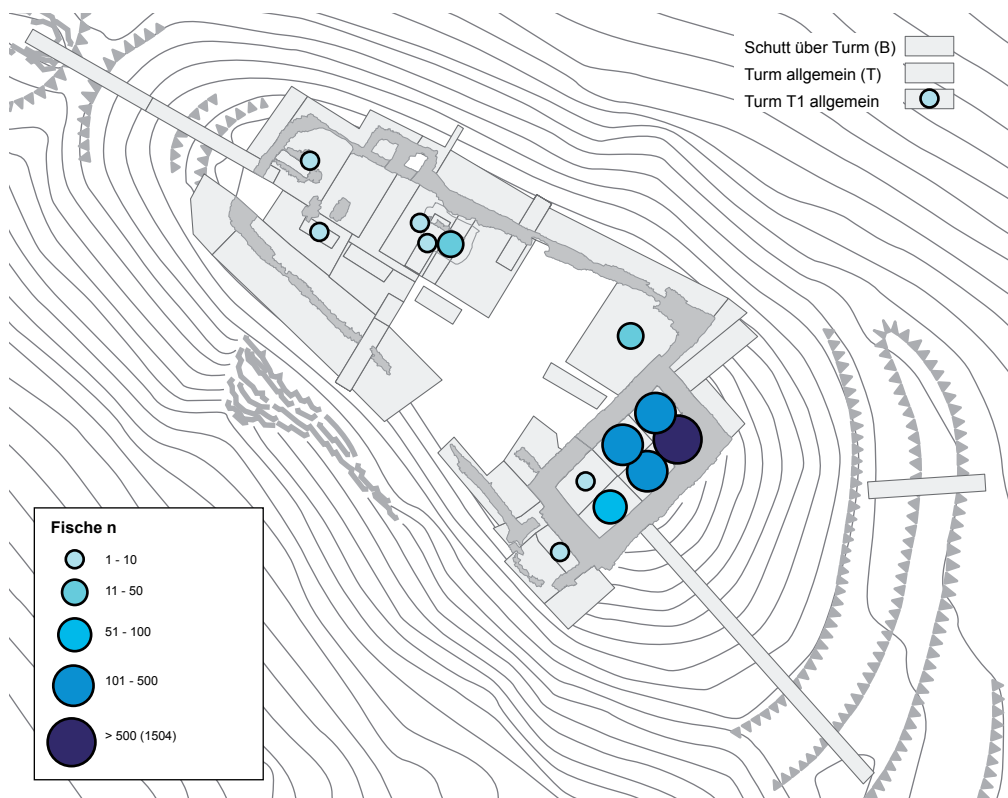 Schutt über Turm (B)
Turm allgemein (T)
Turm T1 allgemein
Fische n
1 - 10
11 - 50
51 - 100
101 - 500
> 500 (1504)